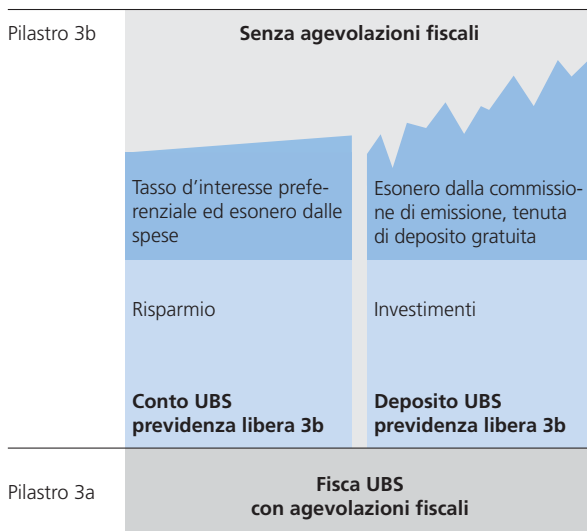 Pilastro 3b
Senza agevolazioni fiscali
Tasso d'interesse prefe-
renziale ed esonero dalle
spese
Esonero dalla commissio-
ne di emissione, tenuta
di deposito gratuita
Risparmio
Investimenti
Conto UBS
previdenza libera 3b
Deposito UBS
previdenza libera 3b
Pilastro 3a
Fisca UBS
con agevolazioni fiscali